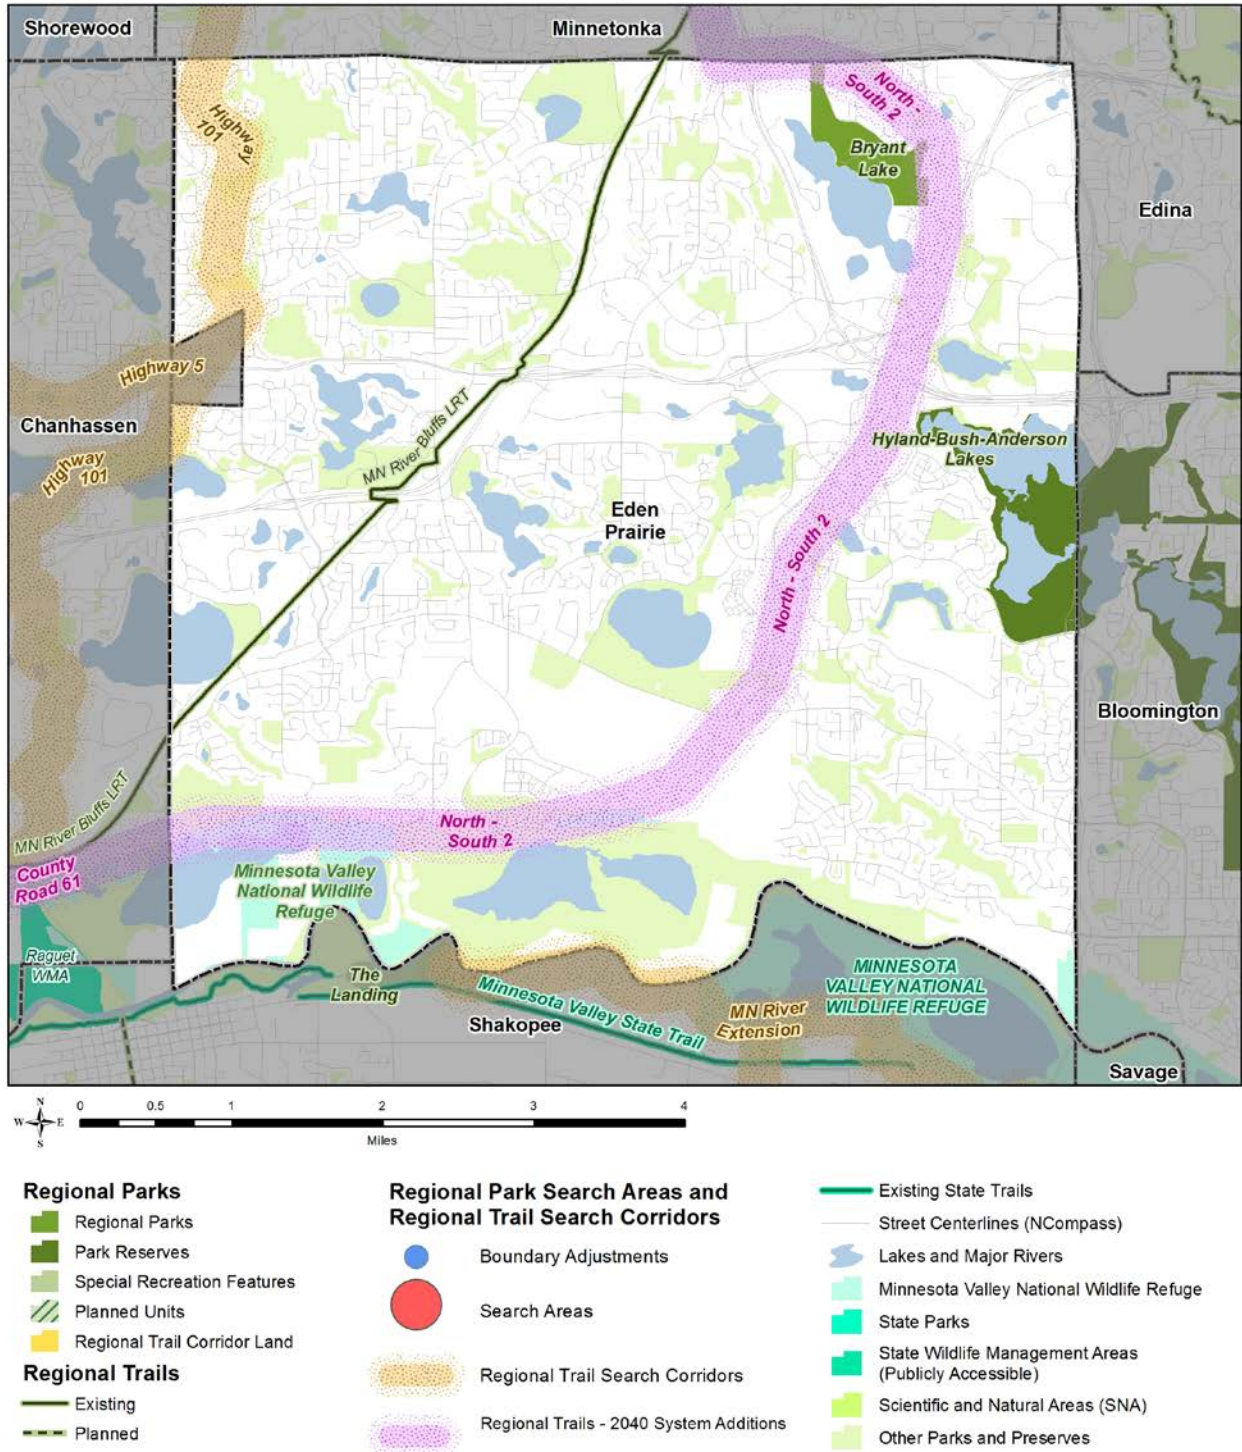 Shorewood
Minnetonka
North -
South 2
Highway
101
Bryant
Lake
Edina
Highway 5
Chanhassen
Highway
101
MN River Bluffs LRT
Hyland-Bush-Anderson
Lakes
Eden
Prairie
North - South 2
Bloomington
MN River Bluffs LRT
North -
South 2
County
Road 61
Minnesota Valley
National Wildlife
Refuge
Raguet
WMA
The
Landing
Minnesota Valley State Trail
Shakopee
MN River
Extension
MINNESOTA
VALLEY NATIONAL
WILDLIFE REFUGE
Savage
N
W E
S
0 0.5 1 2 3 4
Miles
Regional Parks
Regional Parks
Park Reserves
Special Recreation Features
Planned Units
Regional Trail Corridor Land
Regional Trails
Existing
Planned
Regional Park Search Areas and
Regional Trail Search Corridors
Boundary Adjustments
Search Areas
Regional Trail Search Corridors
Regional Trails - 2040 System Additions
Existing State Trails
Street Centerlines (NCompass)
Lakes and Major Rivers
Minnesota Valley National Wildlife Refuge
State Parks
State Wildlife Management Areas
(Publicly Accessible)
Scientific and Natural Areas (SNA)
Other Parks and Preserves